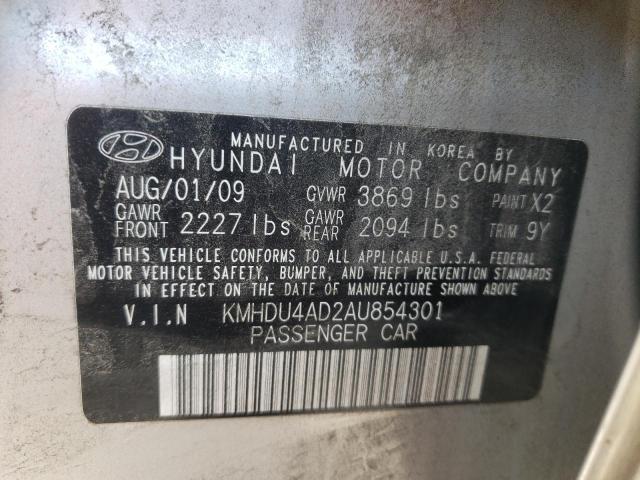 MANUFACTURED IN KOREA BY
HYUNDAI MOTOR COMPANY
AUG/01/09 GVWR 3869 lbs PAINT X2
GAWR FRONT 2227 lbs GAWR REAR 2094 lbs TRIM 9Y
THIS VEHICLE CONFORMS TO ALL APPLICABLE U.S.A. FEDERAL
MOTOR VEHICLE SAFETY, BUMPER, AND THEFT PREVENTION STANDARDS
IN EFFECT ON THE DATE OF MANUFACTURE SHOWN ABOVE
V.I.N KMHDU4AD2AU854301
PASSENGER CAR